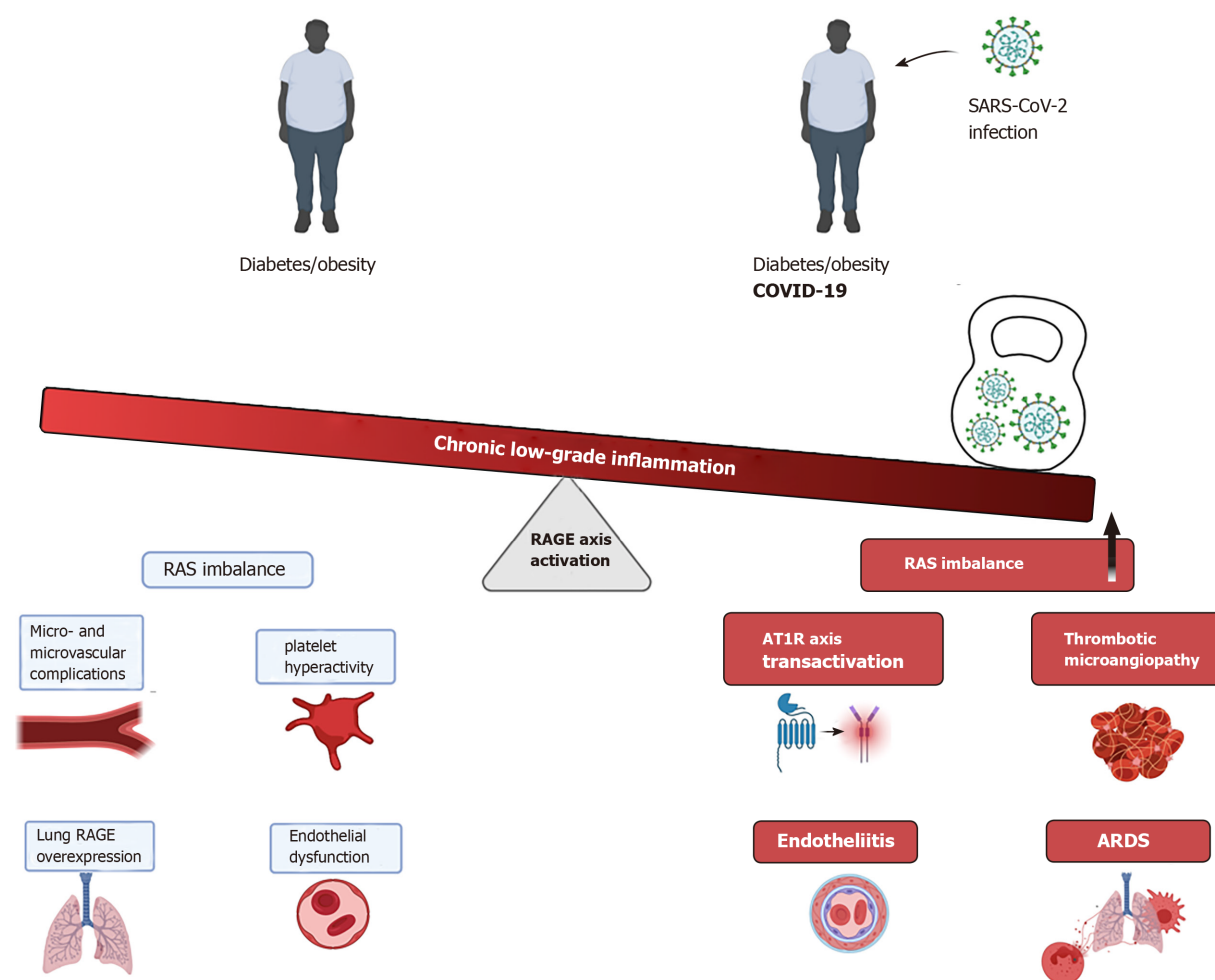 SARS-CoV-2
infection
Diabetes/obesity
Diabetes/obesity
COVID-19
Chronic low-grade inflammation
RAGE axis
activation
RAS imbalance
RAS imbalance
Micro- and
microvascular
complications
platelet
hyperactivity
AT1R axis
transactivation
Thrombotic
microangiopathy
Lung RAGE
overexpression
Endothelial
dysfunction
Endotheliitis
ARDS